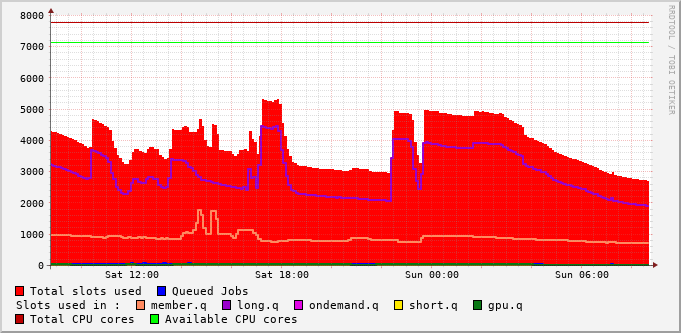 8000
7000
6000
5000
4000
3000
2000
1000
0
Sat 12:00 Sat 18:00 Sun 00:00 Sun 06:00
RRDTOOL / TOBI OETIKER
Total slots used Queued Jobs
Slots used in : member.q long.q ondemand.q short.q gpu.q
Total CPU cores Available CPU cores